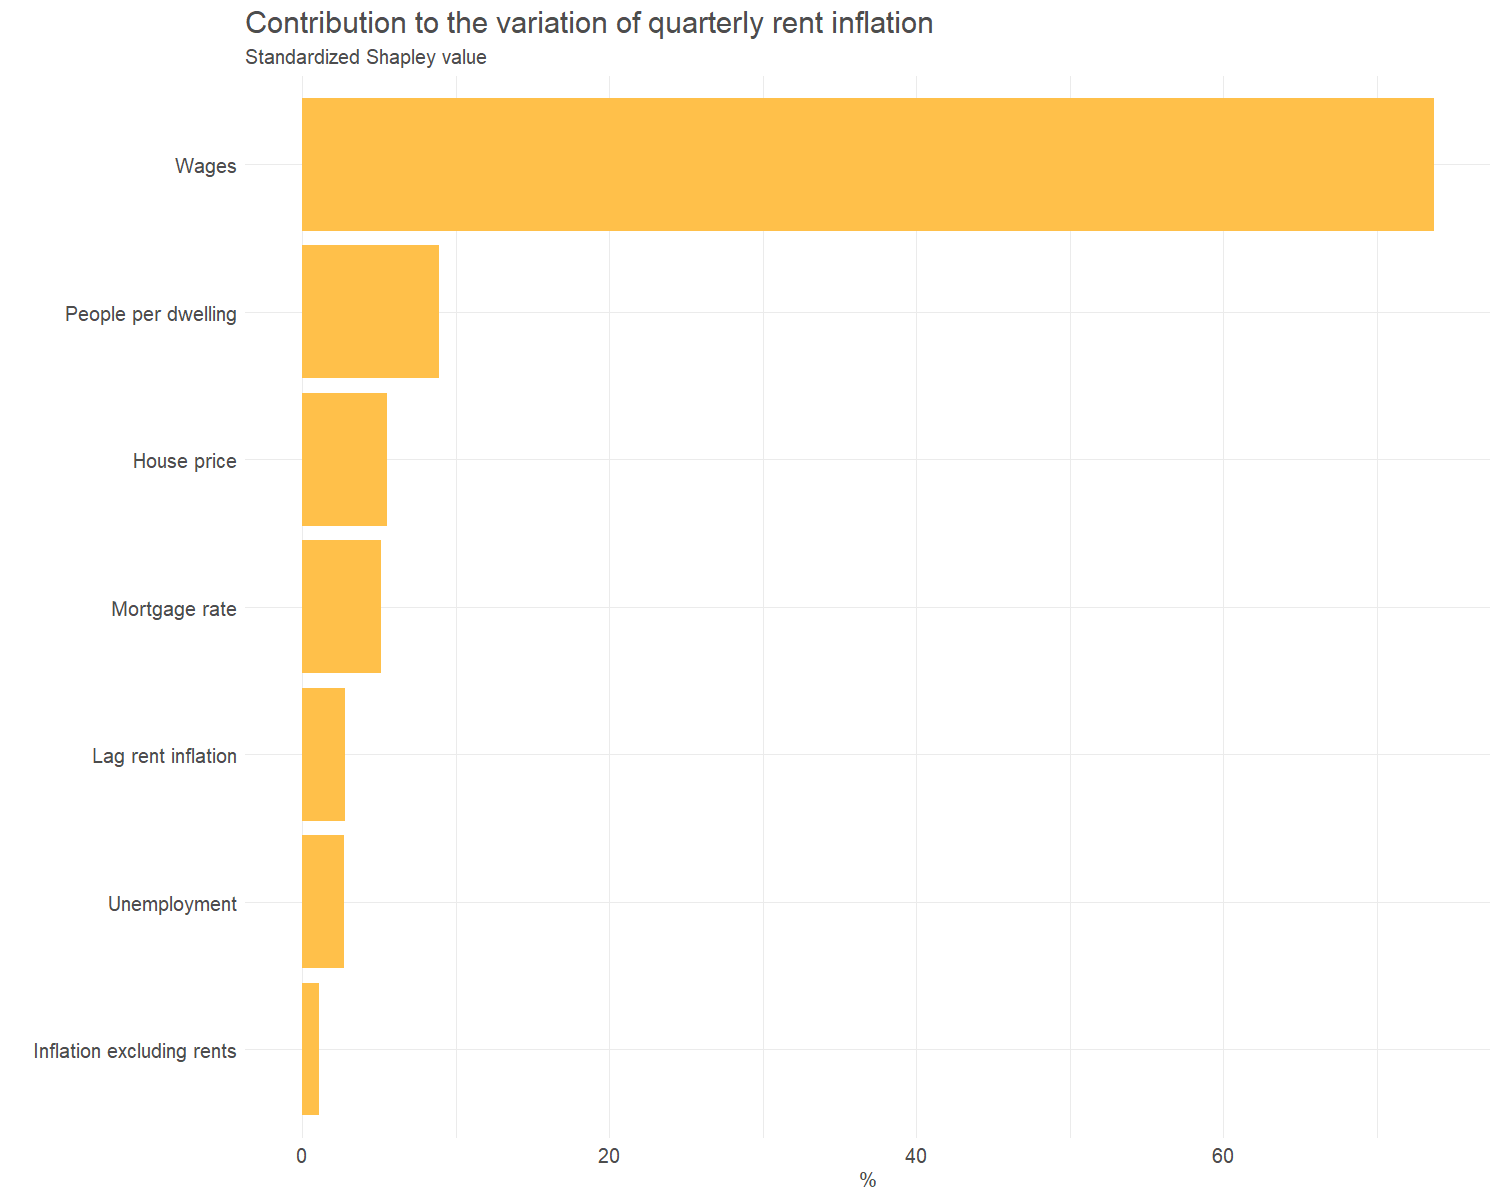 Contribution to the variation of quarterly rent inflation
Standardized Shapley value
Wages
People per dwelling
House price
Mortgage rate
Lag rent inflation
Unemployment
Inflation excluding rents
0 20 40 60
%